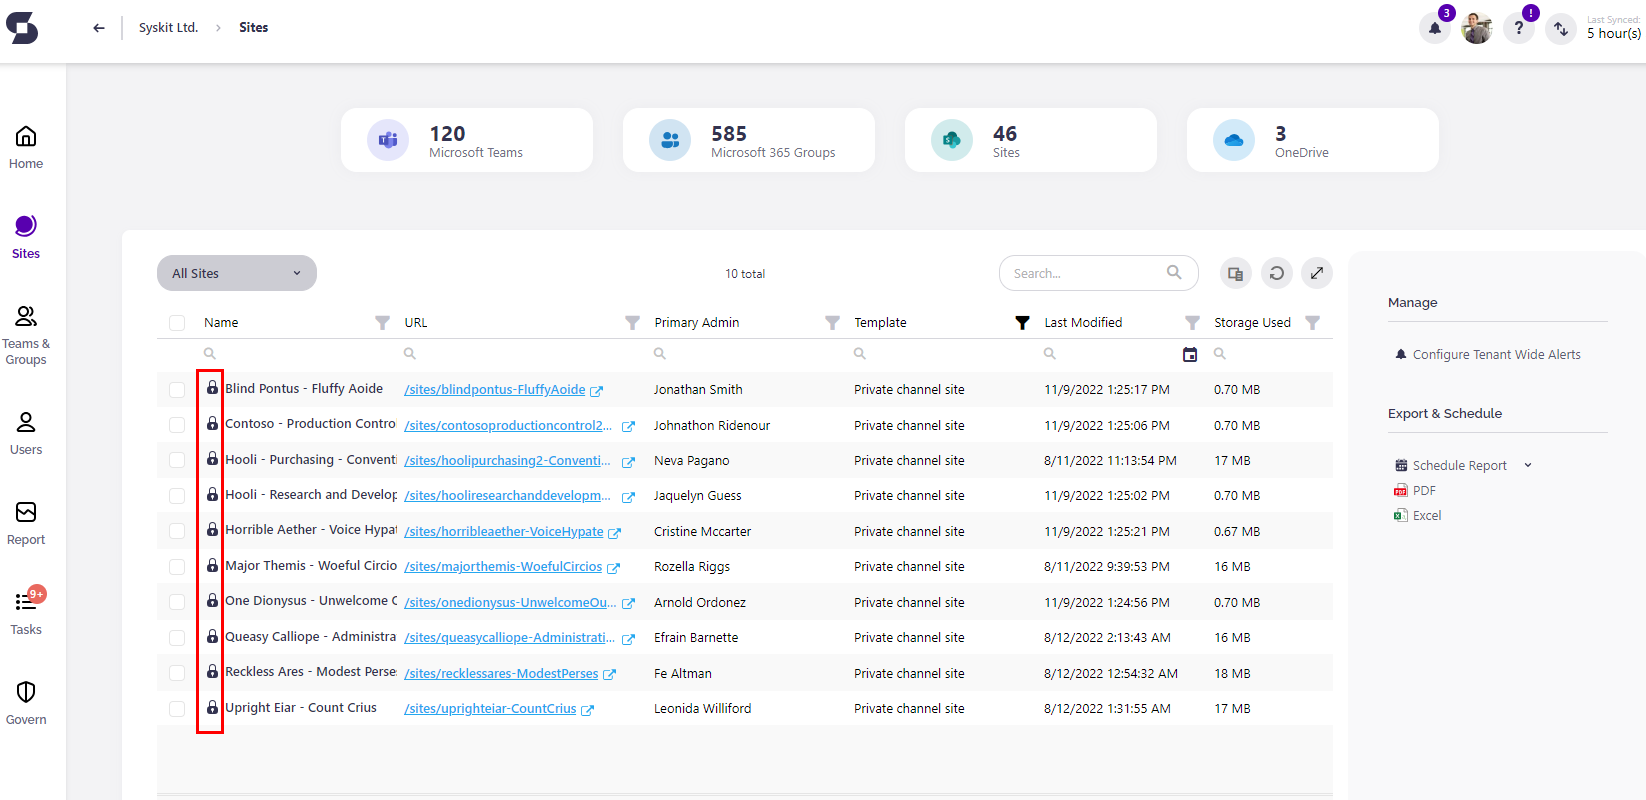 Syskit Ltd. > Sites
3
!
?
Last Synced:
5 hour(s)
Home
Sites
Teams &
Groups
Users
Report
9+
Tasks
Govern
120
Microsoft Teams
585
Microsoft 365 Groups
46
Sites
3
OneDrive
All Sites
10 total
Search...
Name URL Primary Admin Template Last Modified Storage Used
Blind Pontus - Fluffy Aoide /sites/blindpontus-FluffyAoide Jonathan Smith Private channel site 11/9/2022 1:25:17 PM 0.70 MB
Contoso - Production Contro /sites/contosoproductioncontrol2... Johnathon Ridenour Private channel site 11/9/2022 1:25:06 PM 0.70 MB
Hooli - Purchasing - Conventi /sites/hoolipurchasing2-Conventi... Neva Pagano Private channel site 8/11/2022 11:13:54 PM 17 MB
Hooli - Research and Develop /sites/hooliresearchanddevelopm... Jaquelyn Guess Private channel site 11/9/2022 1:25:02 PM 0.70 MB
Horrible Aether - Voice Hypat /sites/horribleaether-VoiceHypate Cristine Mccarter Private channel site 11/9/2022 1:25:21 PM 0.67 MB
Major Themis - Woeful Circio /sites/majorthemis-WoefulCircios Rozella Riggs Private channel site 8/11/2022 9:39:53 PM 16 MB
One Dionysus - Unwelcome O /sites/onedionysus-UnwelcomeOu... Arnold Ordonez Private channel site 11/9/2022 1:24:56 PM 0.70 MB
Queasy Calliope - Administra /sites/queasycalliope-Administrati... Efrain Barnette Private channel site 8/12/2022 2:13:43 AM 16 MB
Reckless Ares - Modest Perse /sites/recklessares-ModestPerses Fe Altman Private channel site 8/12/2022 12:54:32 AM 18 MB
Upright Eiar - Count Crius /sites/uprighteiar-CountCrius Leonida Williford Private channel site 8/12/2022 1:31:55 AM 17 MB
Manage
Configure Tenant Wide Alerts
Export & Schedule
Schedule Report
PDF
Excel